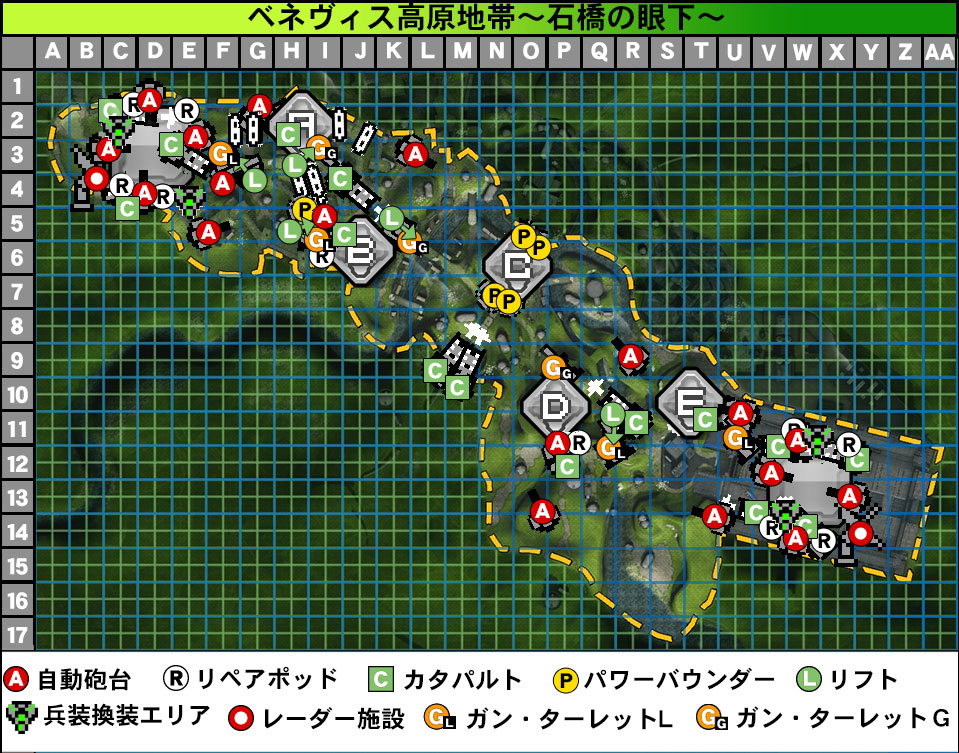 ベネヴィス高原地帯～石橋の眼下～
A B C D E F G H I J K L M N O P Q R S T U V W X Y Z AA
1
2
3
4
5
6
7
8
9
10
11
12
13
14
15
16
17
C R A R A
C
C A G L G G A
A L C
R A R A L
C P A L
A L G L C B G G
R
P P
C
P P
C C
G G A
D E
L C C A
A R G L G L
C
R A R
C C
A A
A A C C
R A R
A 自動砲台 R リペアポッド C カタパルト P パワーバウンダー L リフト
兵装換装エリア レーダー施設 G L ガン・ターレットL G G ガン・ターレットG